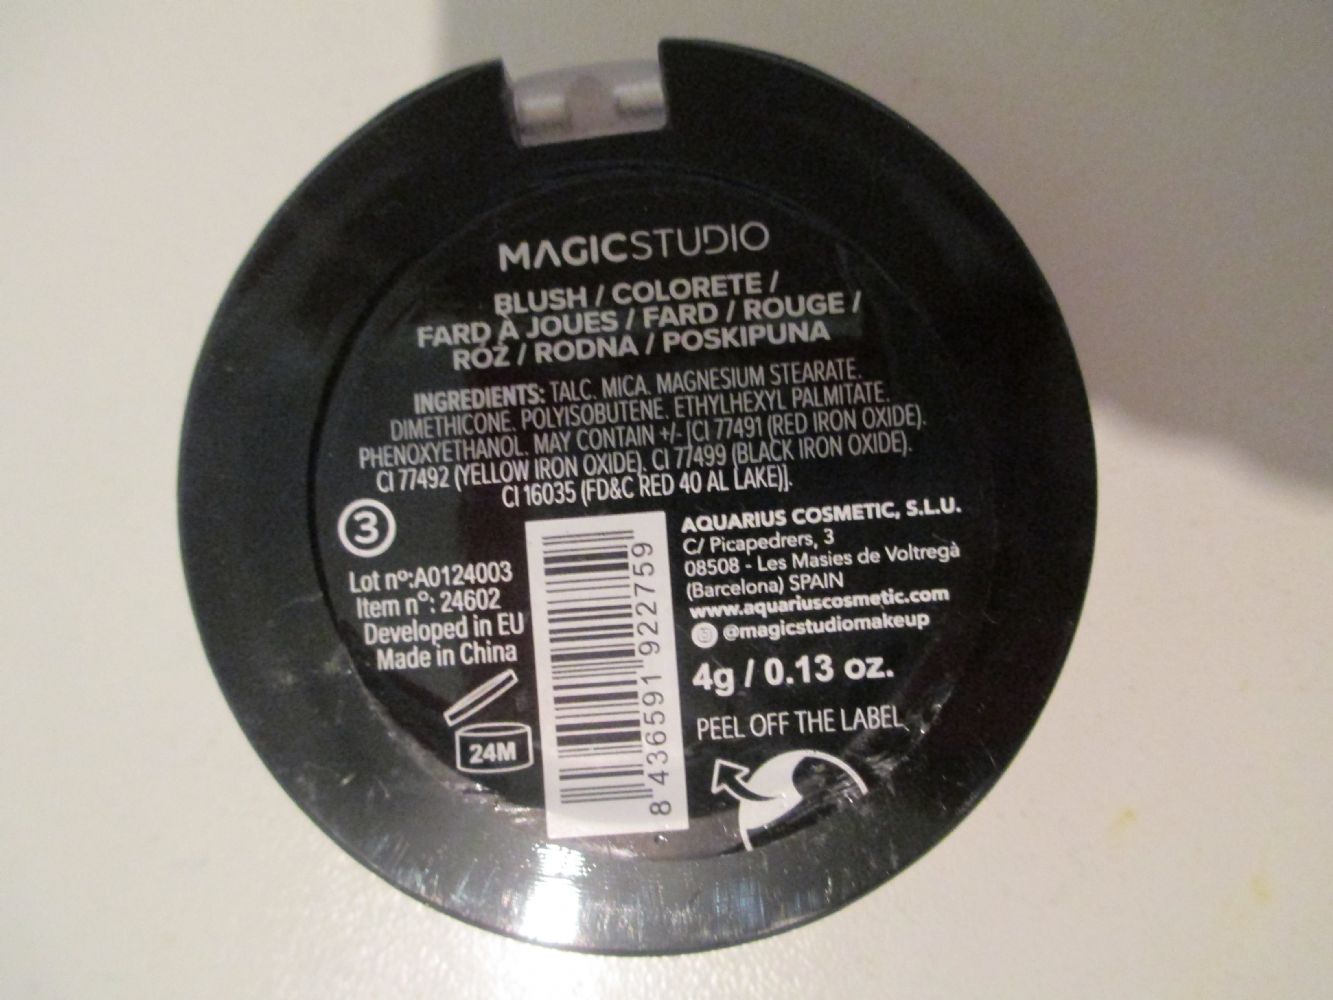 MAGICSTUDIO
BLUSH / COLORETE /
FARD À JOUES / FARD / ROUGE /
RÓŻ / RODNA / POSKIPUNA
INGREDIENTS: TALC. MICA. MAGNESIUM STEARATE.
DIMETHICONE. POLYISOBUTENE. ETHYLHEXYL PALMITATE.
PHENOXYETHANOL. MAY CONTAIN +/- [CI 77491 (RED IRON OXIDE).
CI 77492 (YELLOW IRON OXIDE). CI 77499 (BLACK IRON OXIDE).
CI 16035 (FD&C RED 40 AL LAKE)].
3
Lot nº:A0124003
Item nº: 24602
Developed in EU
Made in China
24M
8 436591 922759
AQUARIUS COSMETIC, S.L.U.
C/ Picapedrers, 3
08508 - Les Masies de Voltregà
(Barcelona) SPAIN
www.aquariuscosmetic.com
@magicstudiomakeup
4g / 0.13 oz.
PEEL OFF THE LABEL